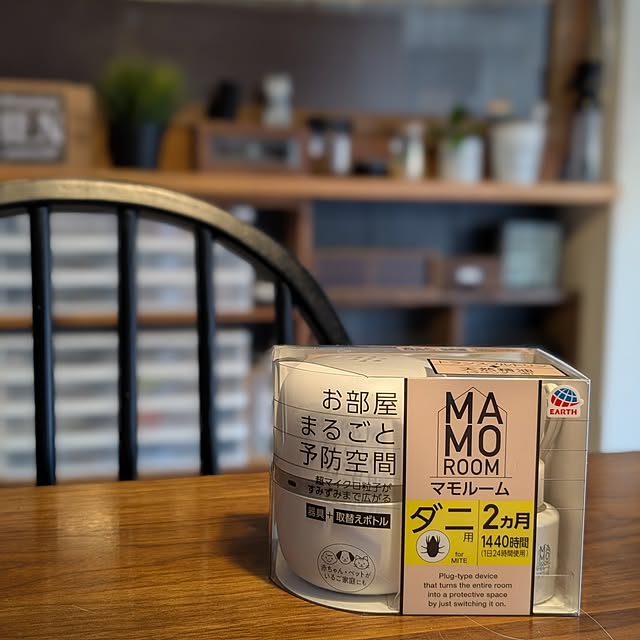 お部屋
まるごと
予防空間
超マイクロ粒子が
すみずみまで広がる
器具+取替えボトル
赤ちゃん・ペットが
いるご家庭にも
MA
MO
ROOM
マモルーム
ダニ用
for
MITE
2ヵ月
1440時間
(1日24時間使用)
Plug-type device
that turns the entire room
into a protective space
by just switching it on.
EARTH